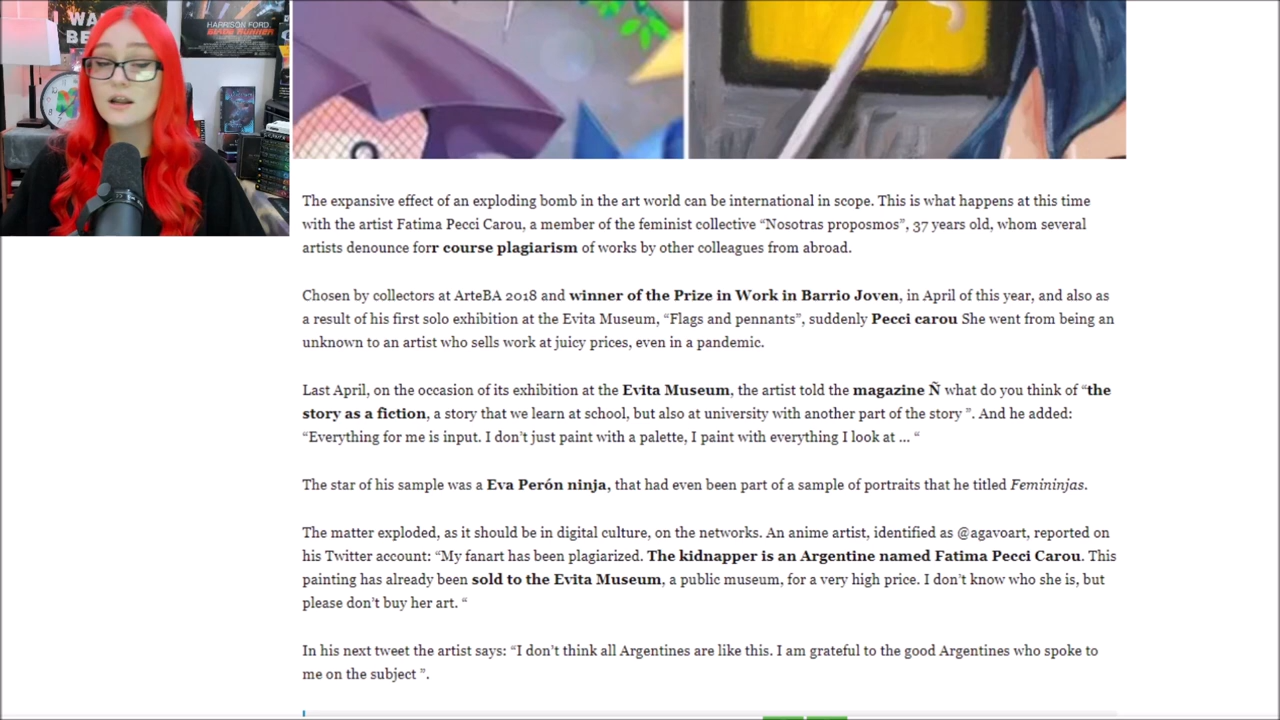 I WA
BE
HARRISON FORD
BLADE RUNNER
The expansive effect of an exploding bomb in the art world can be international in scope. This is what happens at this time
with the artist Fatima Pecci Carou, a member of the feminist collective “Nosotras proposmos”, 37 years old, whom several
artists denounce forr course plagiarism of works by other colleagues from abroad.
Chosen by collectors at ArteBA 2018 and winner of the Prize in Work in Barrio Joven, in April of this year, and also as
a result of his first solo exhibition at the Evita Museum, “Flags and pennants”, suddenly Pecci carou She went from being an
unknown to an artist who sells work at juicy prices, even in a pandemic.
Last April, on the occasion of its exhibition at the Evita Museum, the artist told the magazine Ñ what do you think of “the
story as a fiction, a story that we learn at school, but also at university with another part of the story ”. And he added:
“Everything for me is input. I don’t just paint with a palette, I paint with everything I look at ... “
The star of his sample was a Eva Perón ninja, that had even been part of a sample of portraits that he titled Femininjas.
The matter exploded, as it should be in digital culture, on the networks. An anime artist, identified as @agavoart, reported on
his Twitter account: “My fanart has been plagiarized. The kidnapper is an Argentine named Fatima Pecci Carou. This
painting has already been sold to the Evita Museum, a public museum, for a very high price. I don’t know who she is, but
please don’t buy her art. “
In his next tweet the artist says: “I don’t think all Argentines are like this. I am grateful to the good Argentines who spoke to
me on the subject ”.